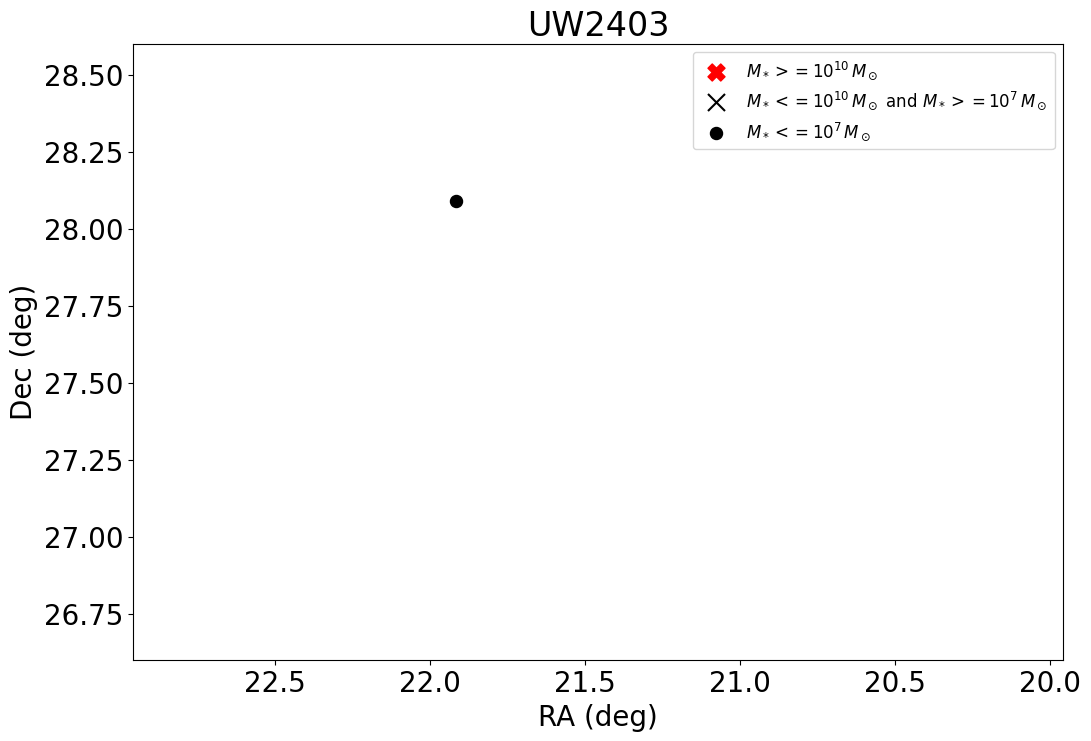 UW2403
M* >= 10^10 M⊙
M* <= 10^10 M⊙ and M* >= 10^7 M⊙
M* <= 10^7 M⊙
28.50
28.25
28.00
27.75
27.50
27.25
27.00
26.75
Dec (deg)
22.5 22.0 21.5 21.0 20.5 20.0
RA (deg)